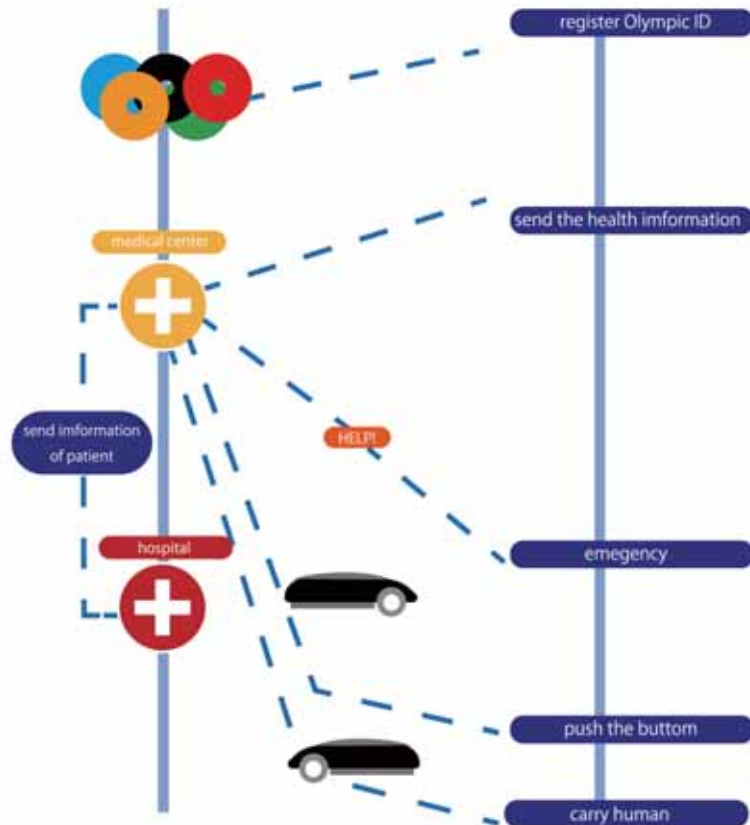 register Olympic ID
medical center
send the health imformation
send imformation
of patient
HELP!
hospital
emegency
push the buttom
carry human